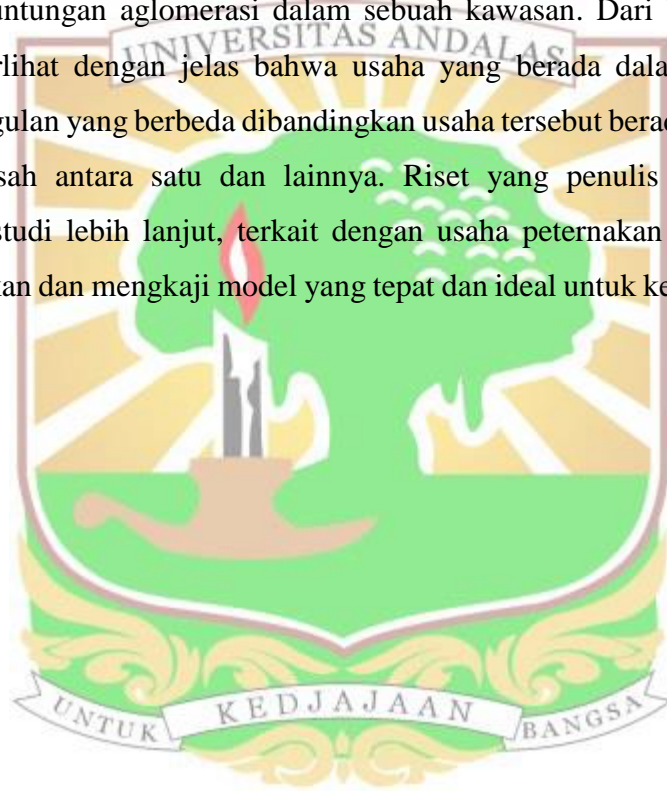 untungan aglomerasi dalam sebuah kawasan. Dari
UNIVERSITAS ANDALAS
rlihat dengan jelas bahwa usaha yang berada dala
gulan yang berbeda dibandingkan usaha tersebut berad
sah antara satu dan lainnya. Riset yang penulis
studi lebih lanjut, terkait dengan usaha peternakan
kan dan mengkaji model yang tepat dan ideal untuk ke
UNTUK KEDJAJAAN BANGSA